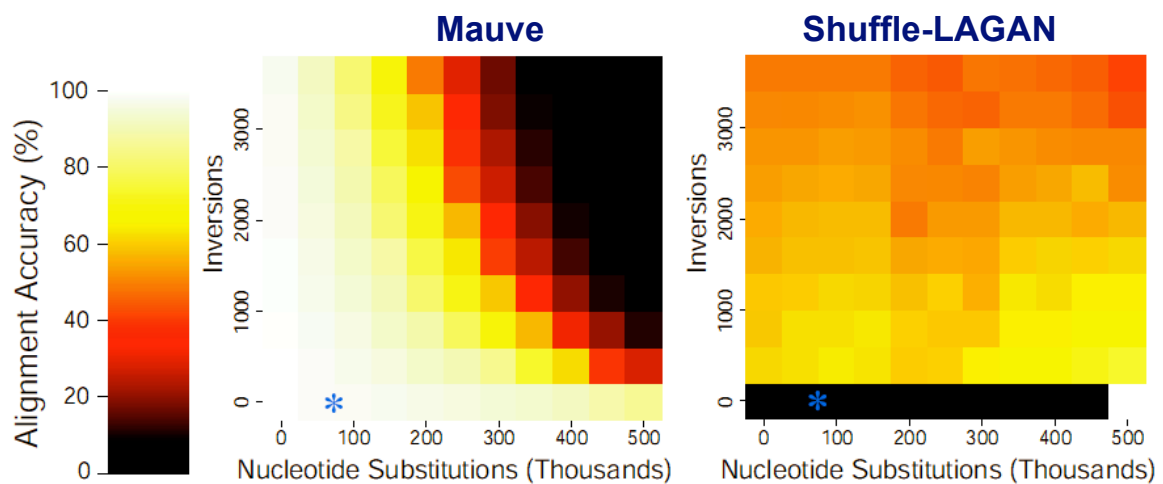 Mauve
Shuffle-LAGAN
Alignment Accuracy (%)
100
80
60
40
20
0
Inversions
3000
2000
1000
0
*
0 100 200 300 400 500
Nucleotide Substitutions (Thousands)
Inversions
3000
2000
1000
0
*
0 100 200 300 400 500
Nucleotide Substitutions (Thousands)